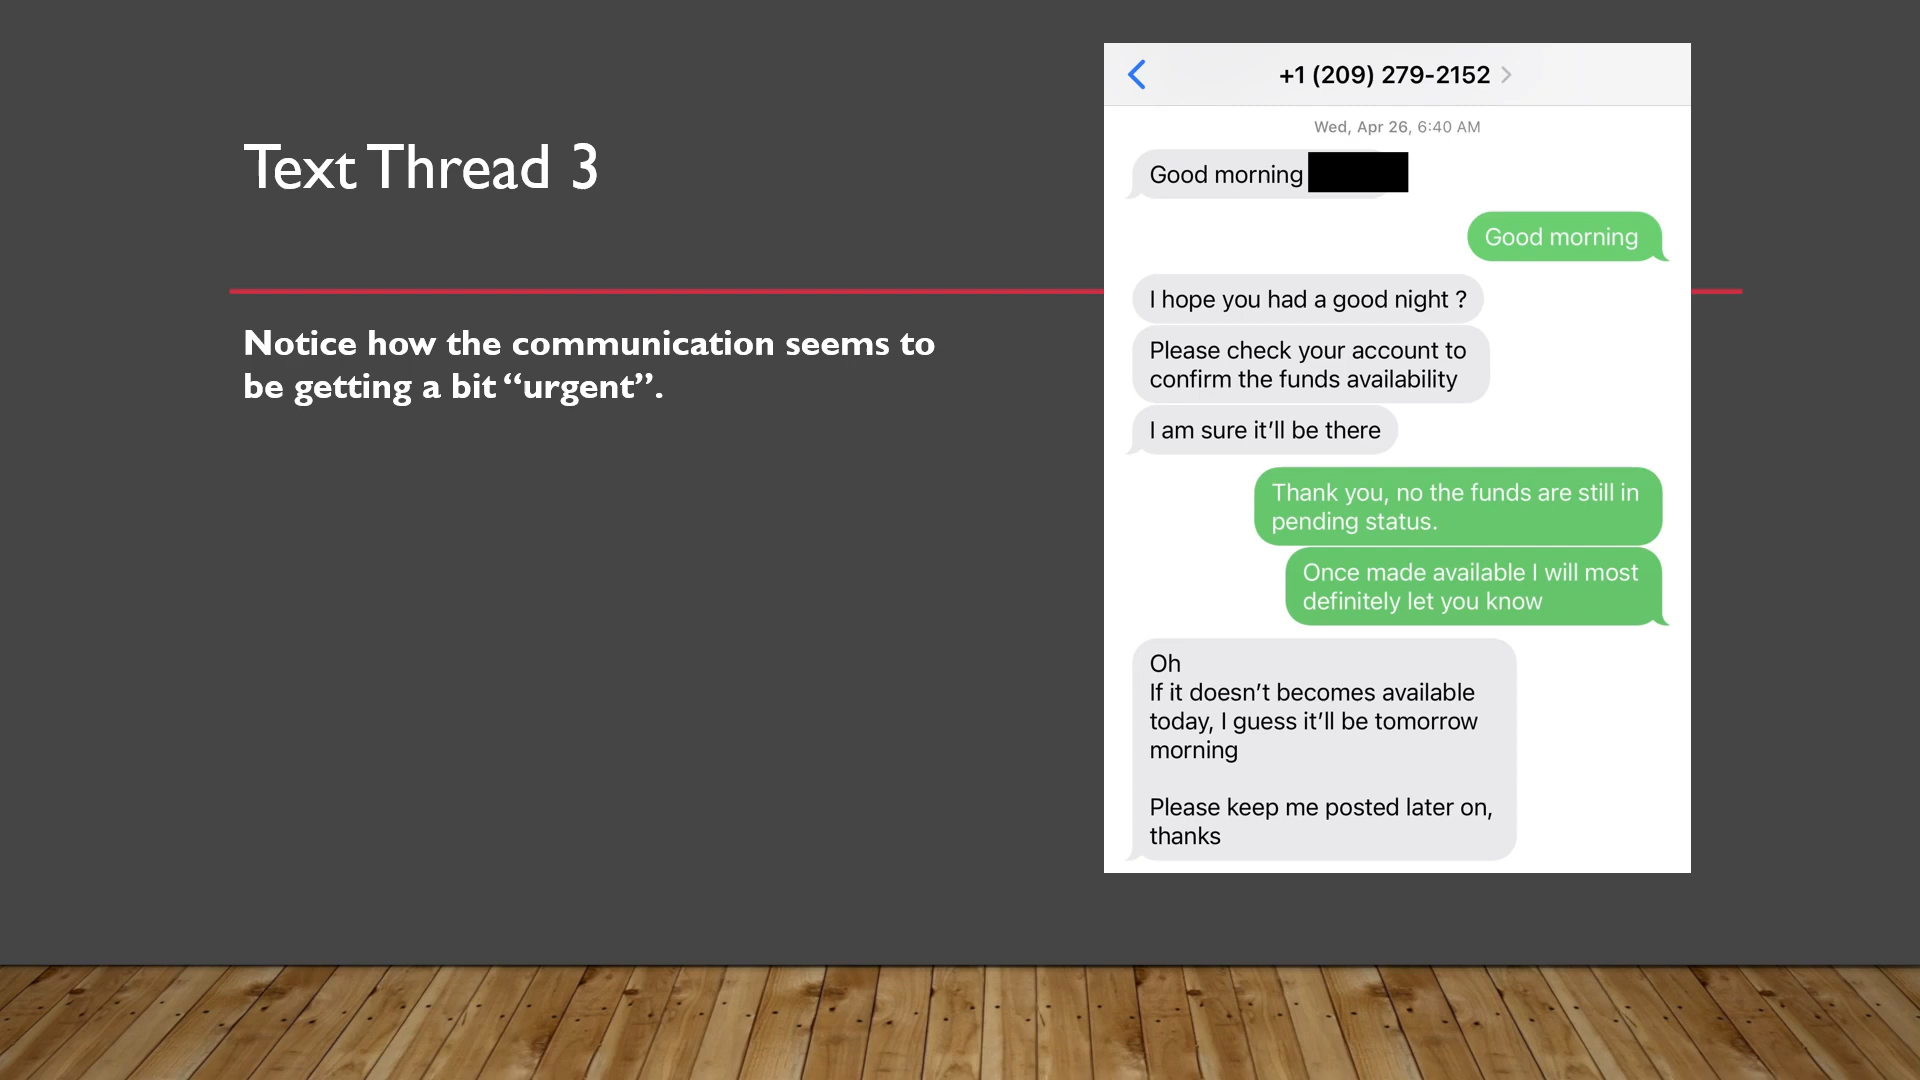 Text Thread 3
Notice how the communication seems to
be getting a bit “urgent”.
+1 (209) 279-2152
Wed, Apr 26, 6:40 AM
Good morning
Good morning
I hope you had a good night ?
Please check your account to
confirm the funds availability
I am sure it’ll be there
Thank you, no the funds are still in
pending status.
Once made available I will most
definitely let you know
Oh
If it doesn’t becomes available
today, I guess it’ll be tomorrow
morning
Please keep me posted later on,
thanks